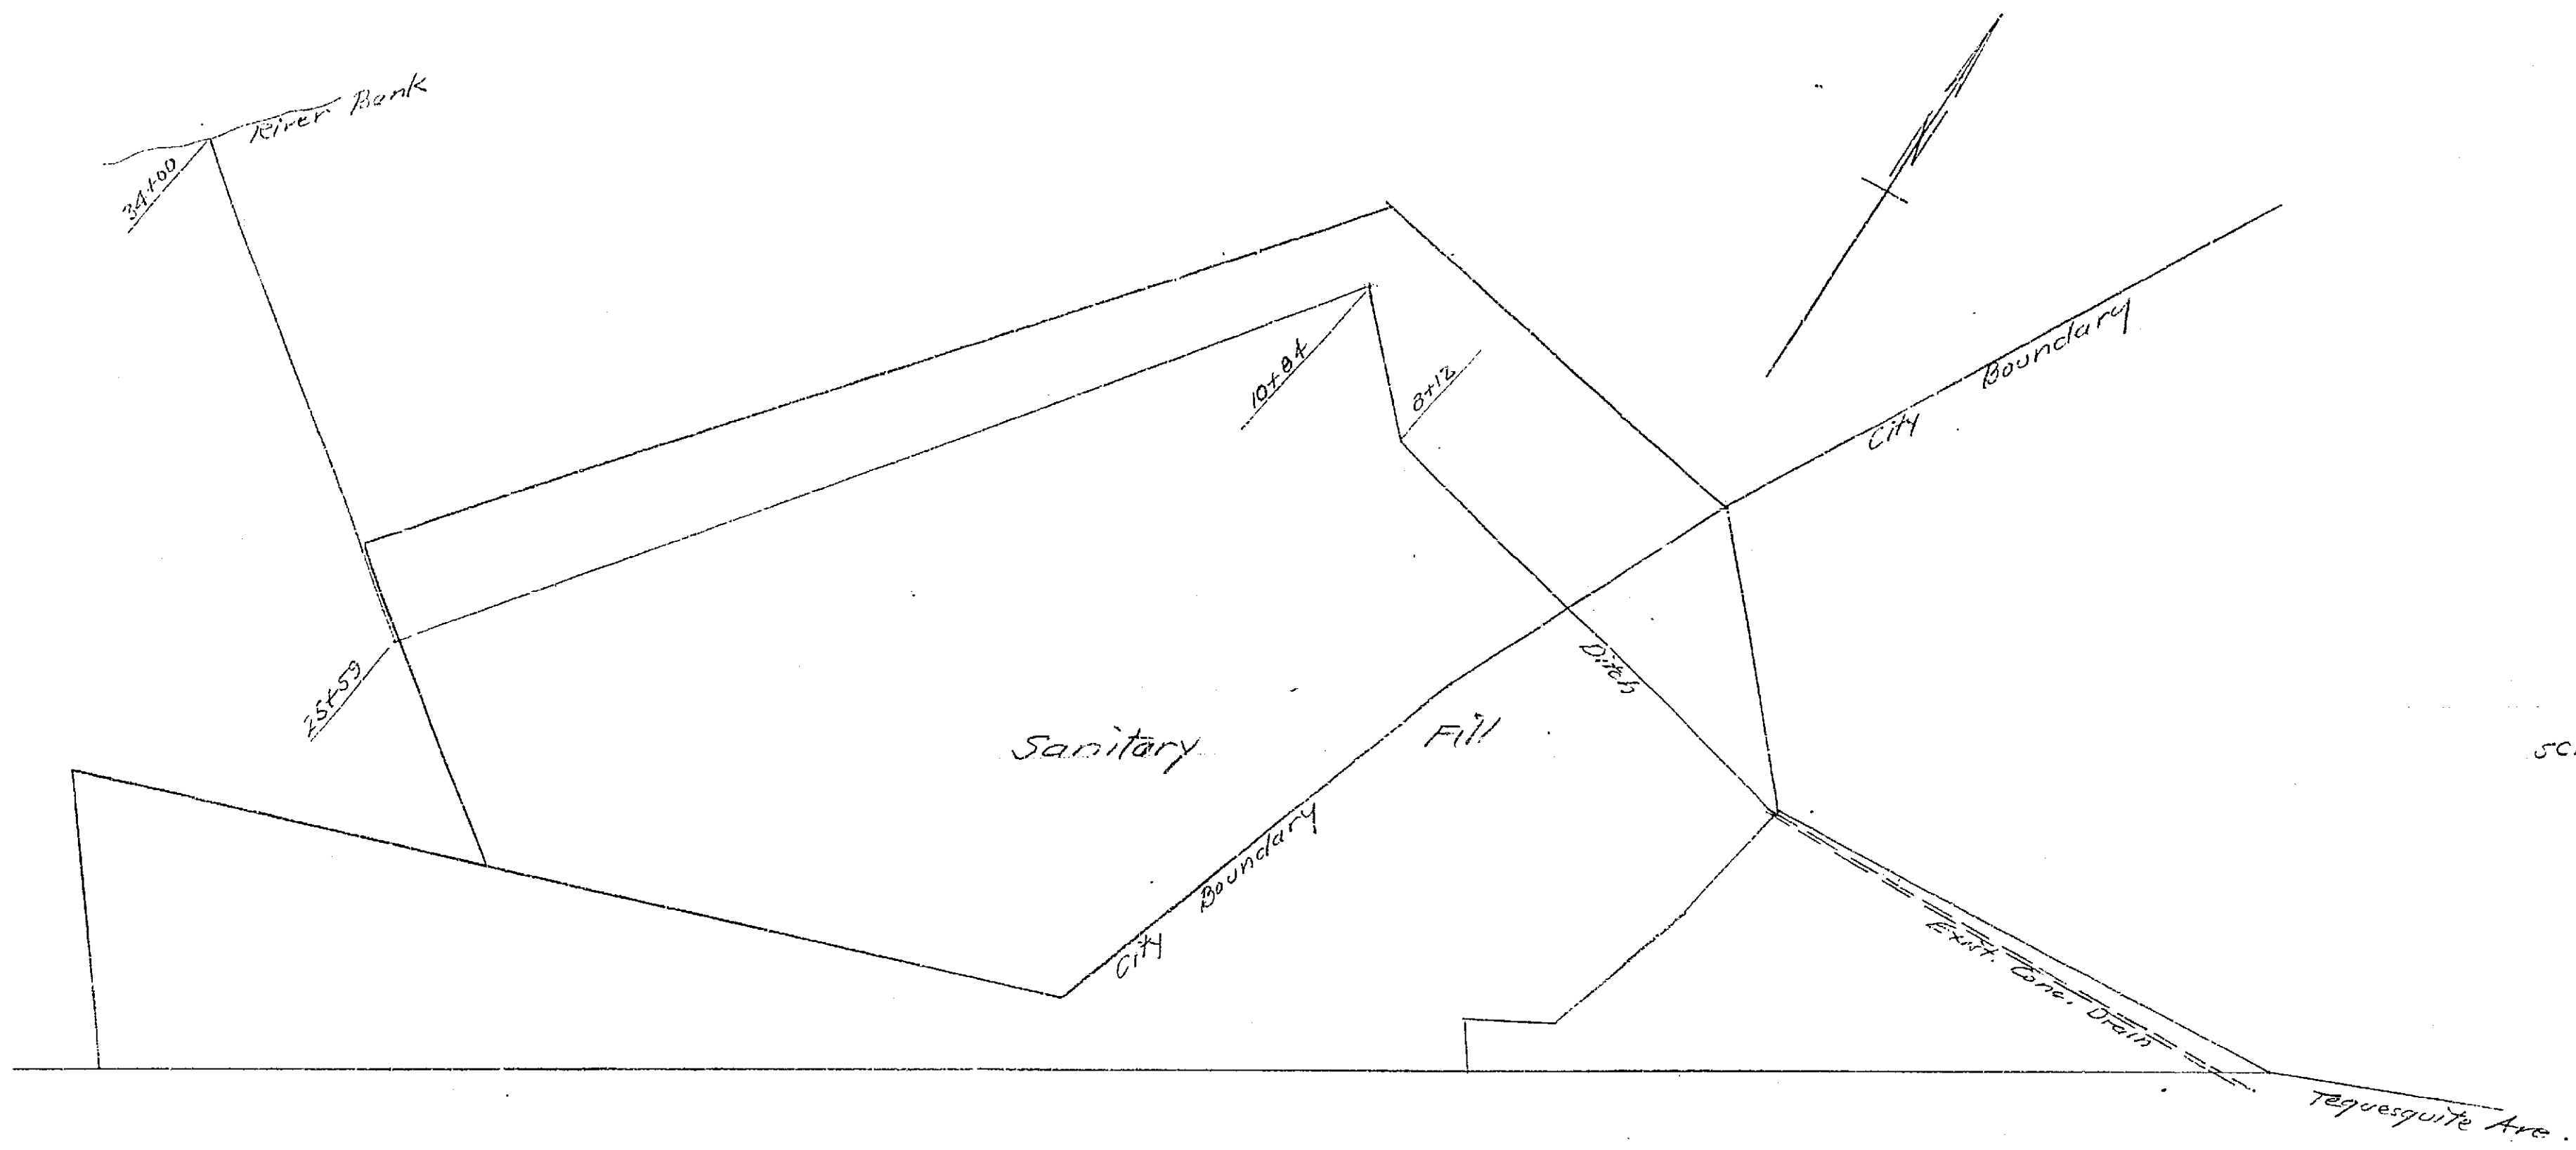 River Bank
34+00
N
City Boundary
10+84
8+12
25+59
Ditch
Sanitary Fill
City Boundary
Exist. Conc. Drain
Tequesquite Ave.